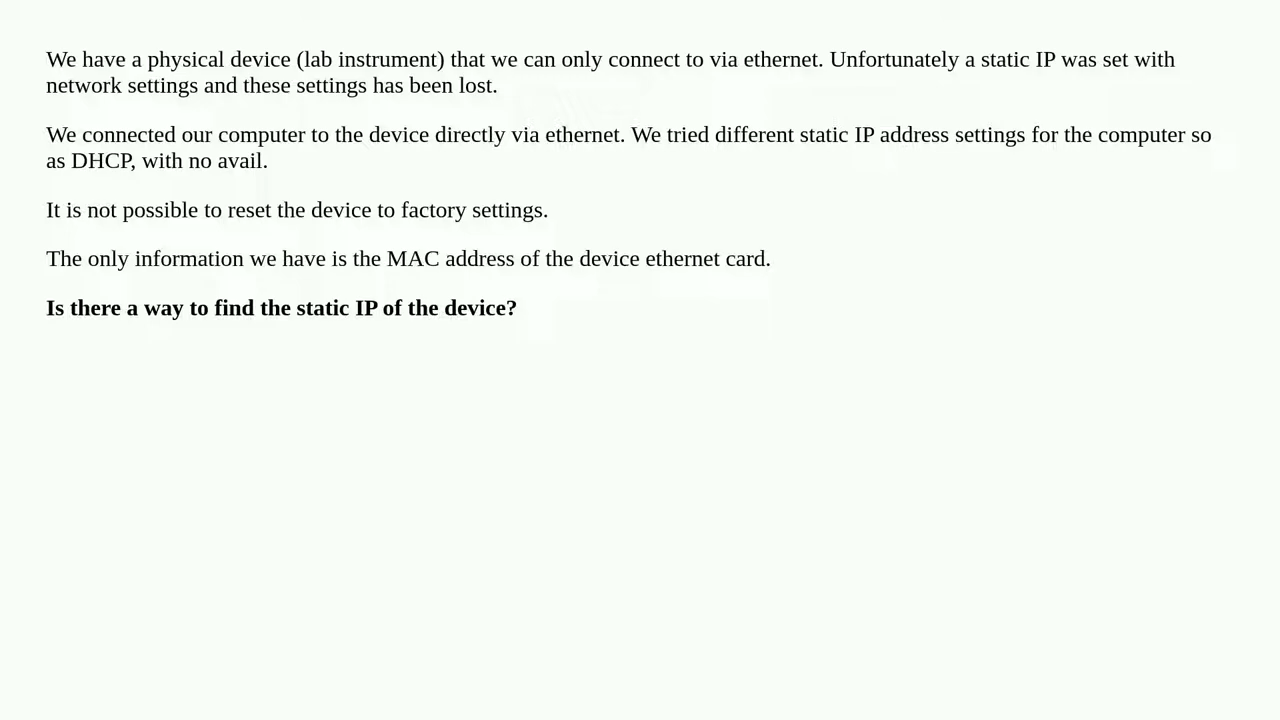 We have a physical device (lab instrument) that we can only connect to via ethernet. Unfortunately a static IP was set with
network settings and these settings has been lost.
We connected our computer to the device directly via ethernet. We tried different static IP address settings for the computer so
as DHCP, with no avail.
It is not possible to reset the device to factory settings.
The only information we have is the MAC address of the device ethernet card.
Is there a way to find the static IP of the device?